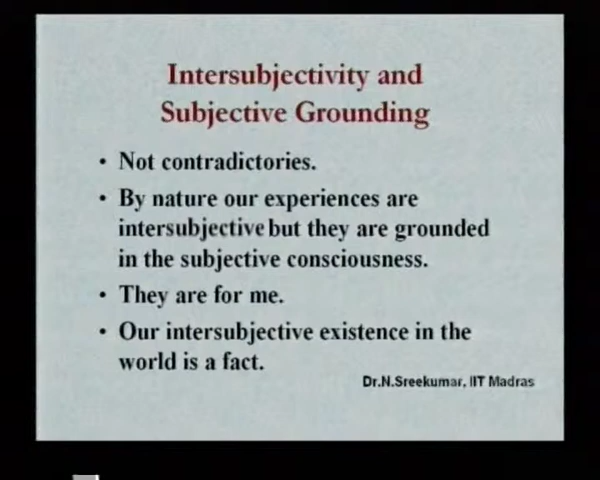 Intersubjectivity and
Subjective Grounding
• Not contradictories.
• By nature our experiences are
intersubjective but they are grounded
in the subjective consciousness.
• They are for me.
• Our intersubjective existence in the
world is a fact.
Dr.N.Sreekumar, IIT Madras